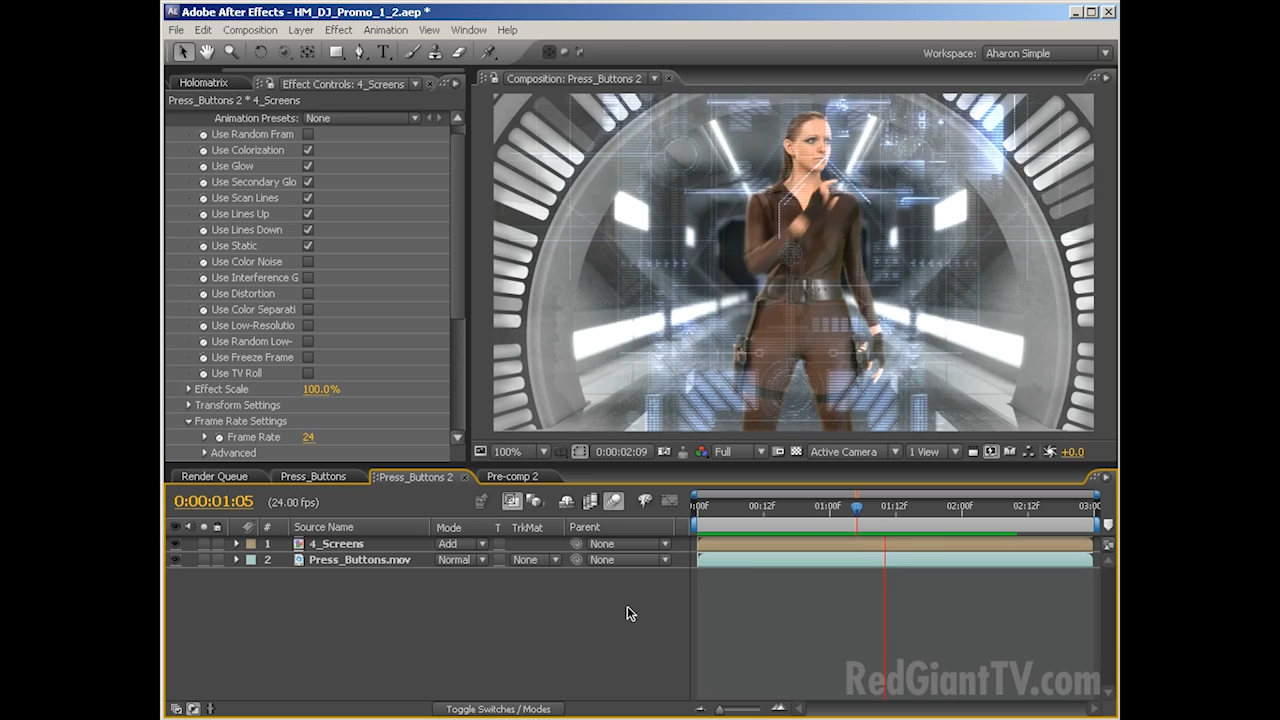 Adobe After Effects - HM_DJ_Promo_1_2.aep *
File Edit Composition Layer Effect Animation View Window Help
Workspace: Aharon Simple
Holomatrix Effect Controls: 4_Screens
Composition: Press_Buttons 2
Press_Buttons 2 * 4_Screens
Animation Presets: None
Use Random Fram
Use Colorization
Use Glow
Use Secondary Glo
Use Scan Lines
Use Lines Up
Use Lines Down
Use Static
Use Color Noise
Use Interference G
Use Distortion
Use Color Separati
Use Low-Resolutio
Use Random Low-
Use Freeze Frame
Use TV Roll
Effect Scale 100.0%
Transform Settings
Frame Rate Settings
Frame Rate 24
Advanced
100% 0:00:02:09 Full Active Camera 1 View +0.0
Render Queue Press_Buttons Press_Buttons 2 Pre-comp 2
0:00:01:05 (24.00 fps)
:00F 00:12F 01:00F 01:12F 02:00F 02:12F 03:00
# Source Name Mode T TrkMat Parent
1 4_Screens Add None
2 Press_Buttons.mov Normal None None
RedGiantTV.com
Toggle Switches / Modes